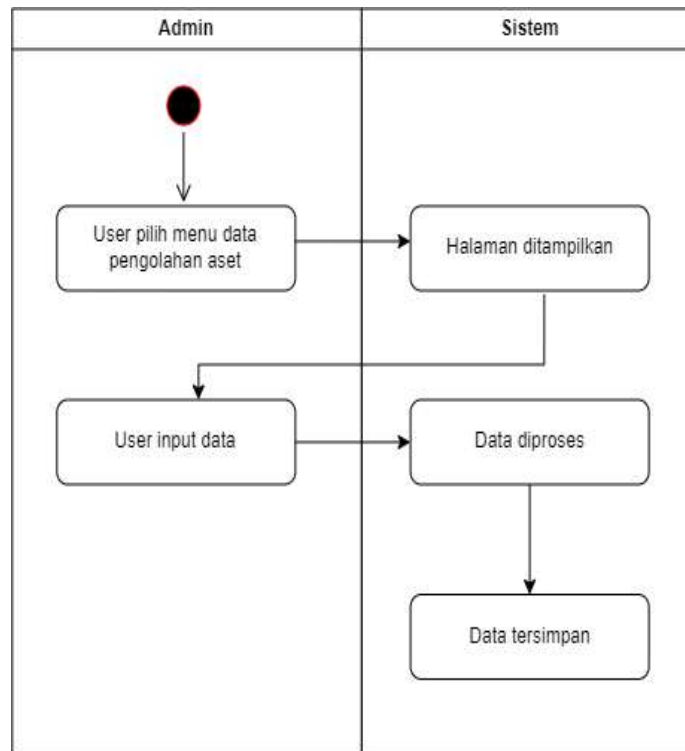 Admin
Sistem
User pilih menu data
pengolahan aset
Halaman ditampilkan
User input data
Data diproses
Data tersimpan